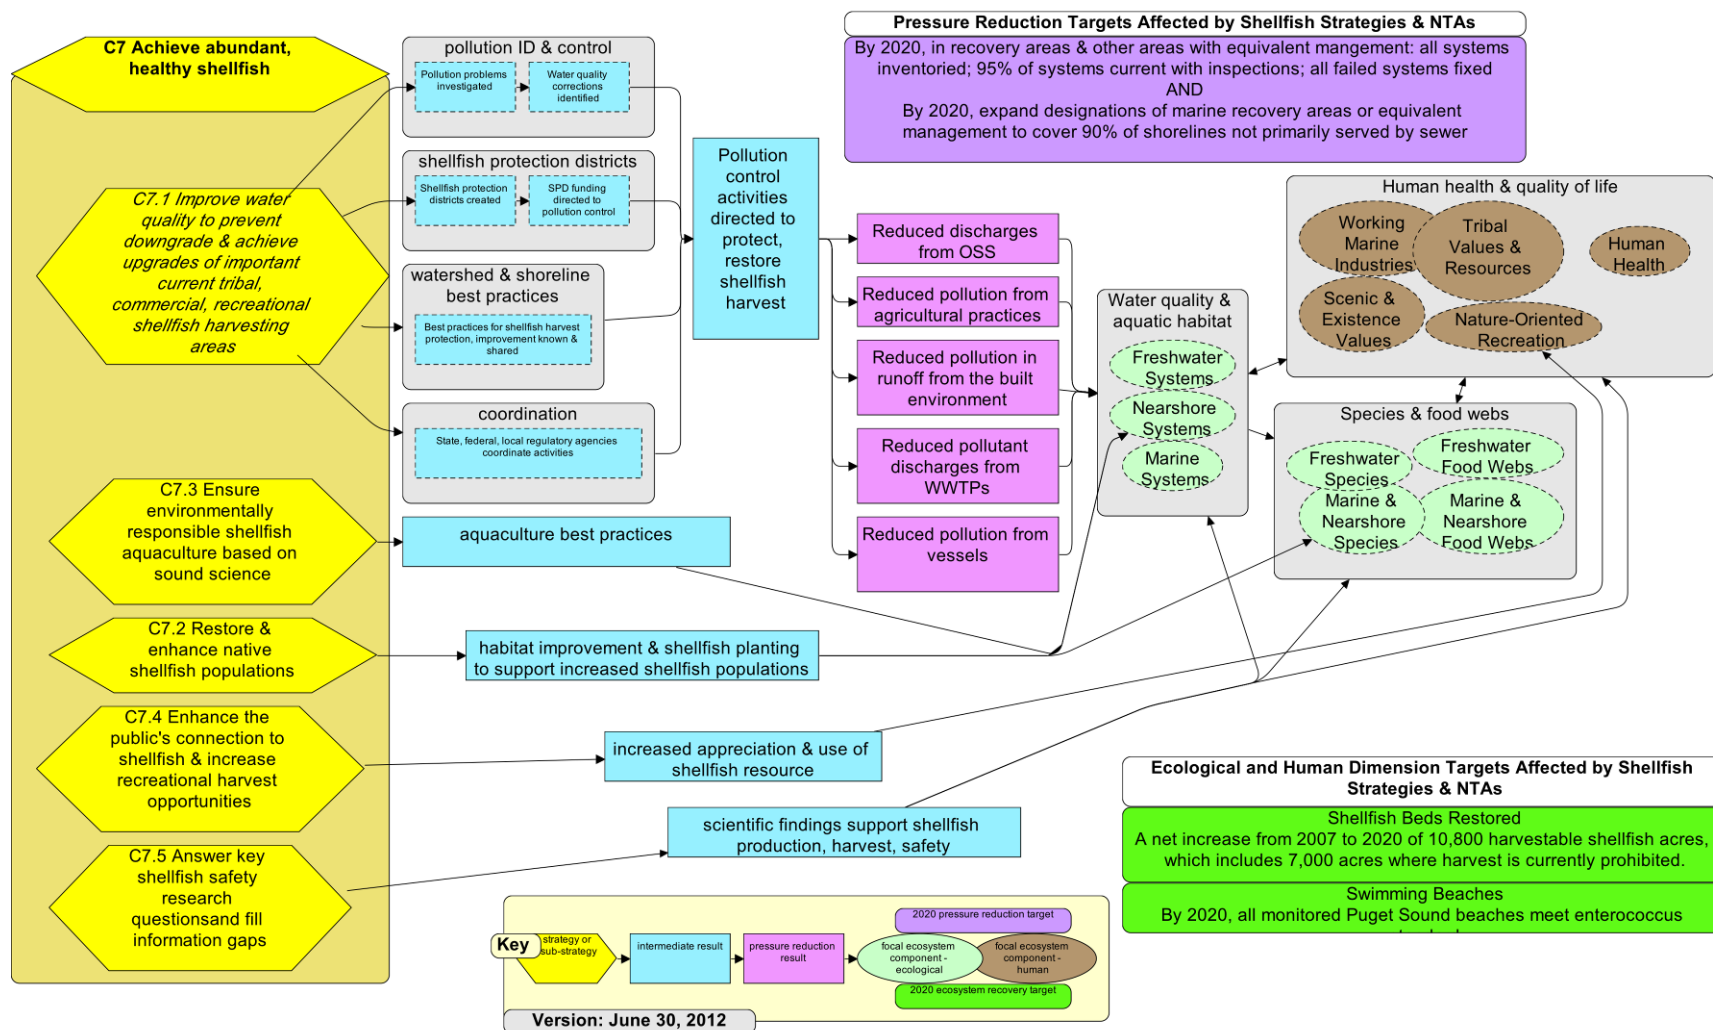 C7 Achieve abundant,
healthy shellfish
C7.1 Improve water
quality to prevent
downgrade & achieve
upgrades of important
current tribal,
commercial, recreational
shellfish harvesting
areas
C7.3 Ensure
environmentally
responsible shellfish
aquaculture based on
sound science
C7.2 Restore &
enhance native
shellfish populations
C7.4 Enhance the
public's connection to
shellfish & increase
recreational harvest
opportunities
C7.5 Answer key
shellfish safety
research
questionsand fill
information gaps
pollution ID & control
Pollution problems
investigated
Water quality
corrections
identified
shellfish protection districts
Shellfish protection
districts created
SPD funding
directed to
pollution control
watershed & shoreline
best practices
Best practices for shellfish harvest
protection, improvement known &
shared
coordination
State, federal, local regulatory agencies
coordinate activities
aquaculture best practices
habitat improvement & shellfish planting
to support increased shellfish populations
increased appreciation & use of
shellfish resource
scientific findings support shellfish
production, harvest, safety
Pollution
control
activities
directed to
protect,
restore
shellfish
harvest
Reduced discharges
from OSS
Reduced pollution from
agricultural practices
Reduced pollution in
runoff from the built
environment
Reduced pollutant
discharges from
WWTPs
Reduced pollution from
vessels
Pressure Reduction Targets Affected by Shellfish Strategies & NTAs
By 2020, in recovery areas & other areas with equivalent mangement: all systems
inventoried; 95% of systems current with inspections; all failed systems fixed
AND
By 2020, expand designations of marine recovery areas or equivalent
management to cover 90% of shorelines not primarily served by sewer
Water quality &
aquatic habitat
Freshwater
Systems
Nearshore
Systems
Marine
Systems
Human health & quality of life
Working
Marine
Industries
Tribal
Values &
Resources
Human
Health
Scenic &
Existence
Values
Nature-Oriented
Recreation
Species & food webs
Freshwater
Species
Freshwater
Food Webs
Marine &
Nearshore
Species
Marine &
Nearshore
Food Webs
Ecological and Human Dimension Targets Affected by Shellfish
Strategies & NTAs
Shellfish Beds Restored
A net increase from 2007 to 2020 of 10,800 harvestable shellfish acres,
which includes 7,000 acres where harvest is currently prohibited.
Swimming Beaches
By 2020, all monitored Puget Sound beaches meet enterococcus
Key
strategy or
sub-strategy
intermediate result
pressure reduction
result
2020 pressure reduction target
focal ecosystem
component -
ecological
focal ecosystem
component -
human
2020 ecosystem recovery target
Version: June 30, 2012